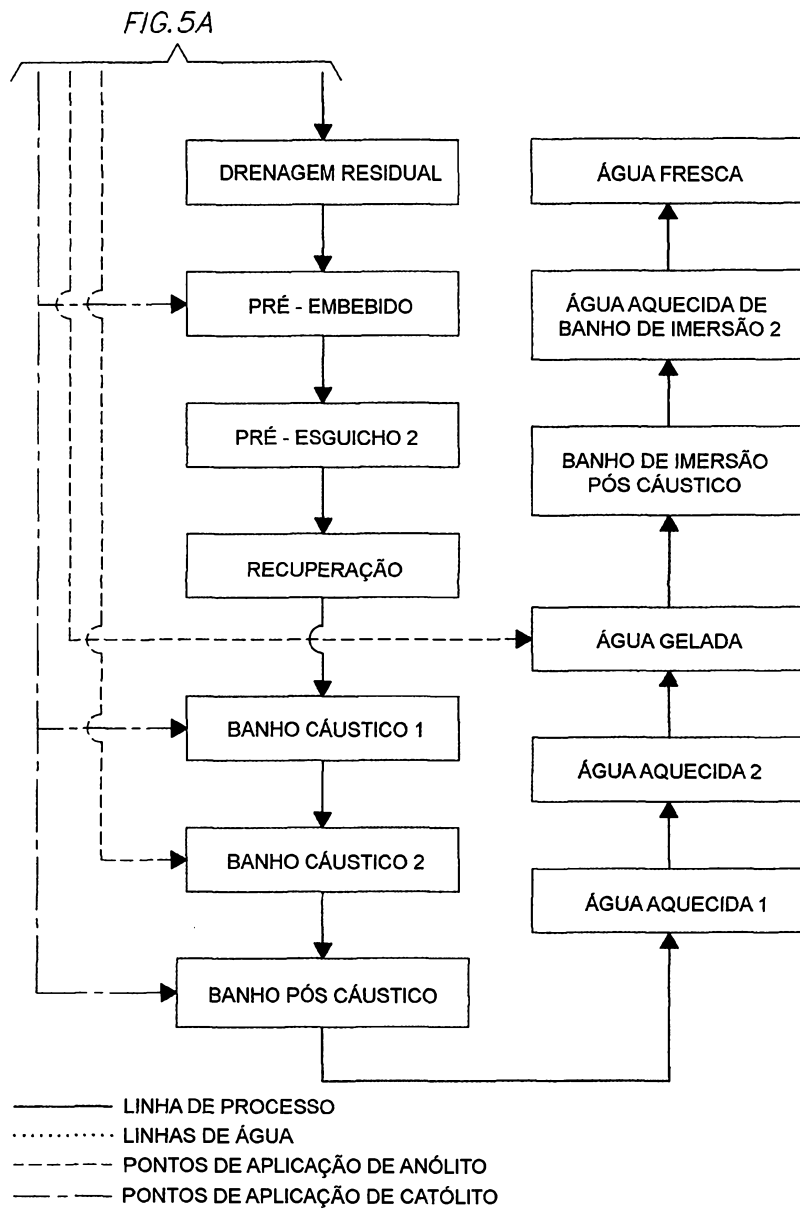 FIG. 5A
DRENAGEM RESIDUAL
PRÉ - EMBEBIDO
PRÉ - ESGUICHO 2
RECUPERAÇÃO
BANHO CÁUSTICO 1
BANHO CÁUSTICO 2
BANHO PÓS CÁUSTICO
ÁGUA FRESCA
ÁGUA AQUECIDA DE
BANHO DE IMERSÃO 2
BANHO DE IMERSÃO
PÓS CÁUSTICO
ÁGUA GELADA
ÁGUA AQUECIDA 2
ÁGUA AQUECIDA 1
LINHA DE PROCESSO
LINHAS DE ÁGUA
PONTOS DE APLICAÇÃO DE ANÓLITO
PONTOS DE APLICAÇÃO DE CATÓLITO